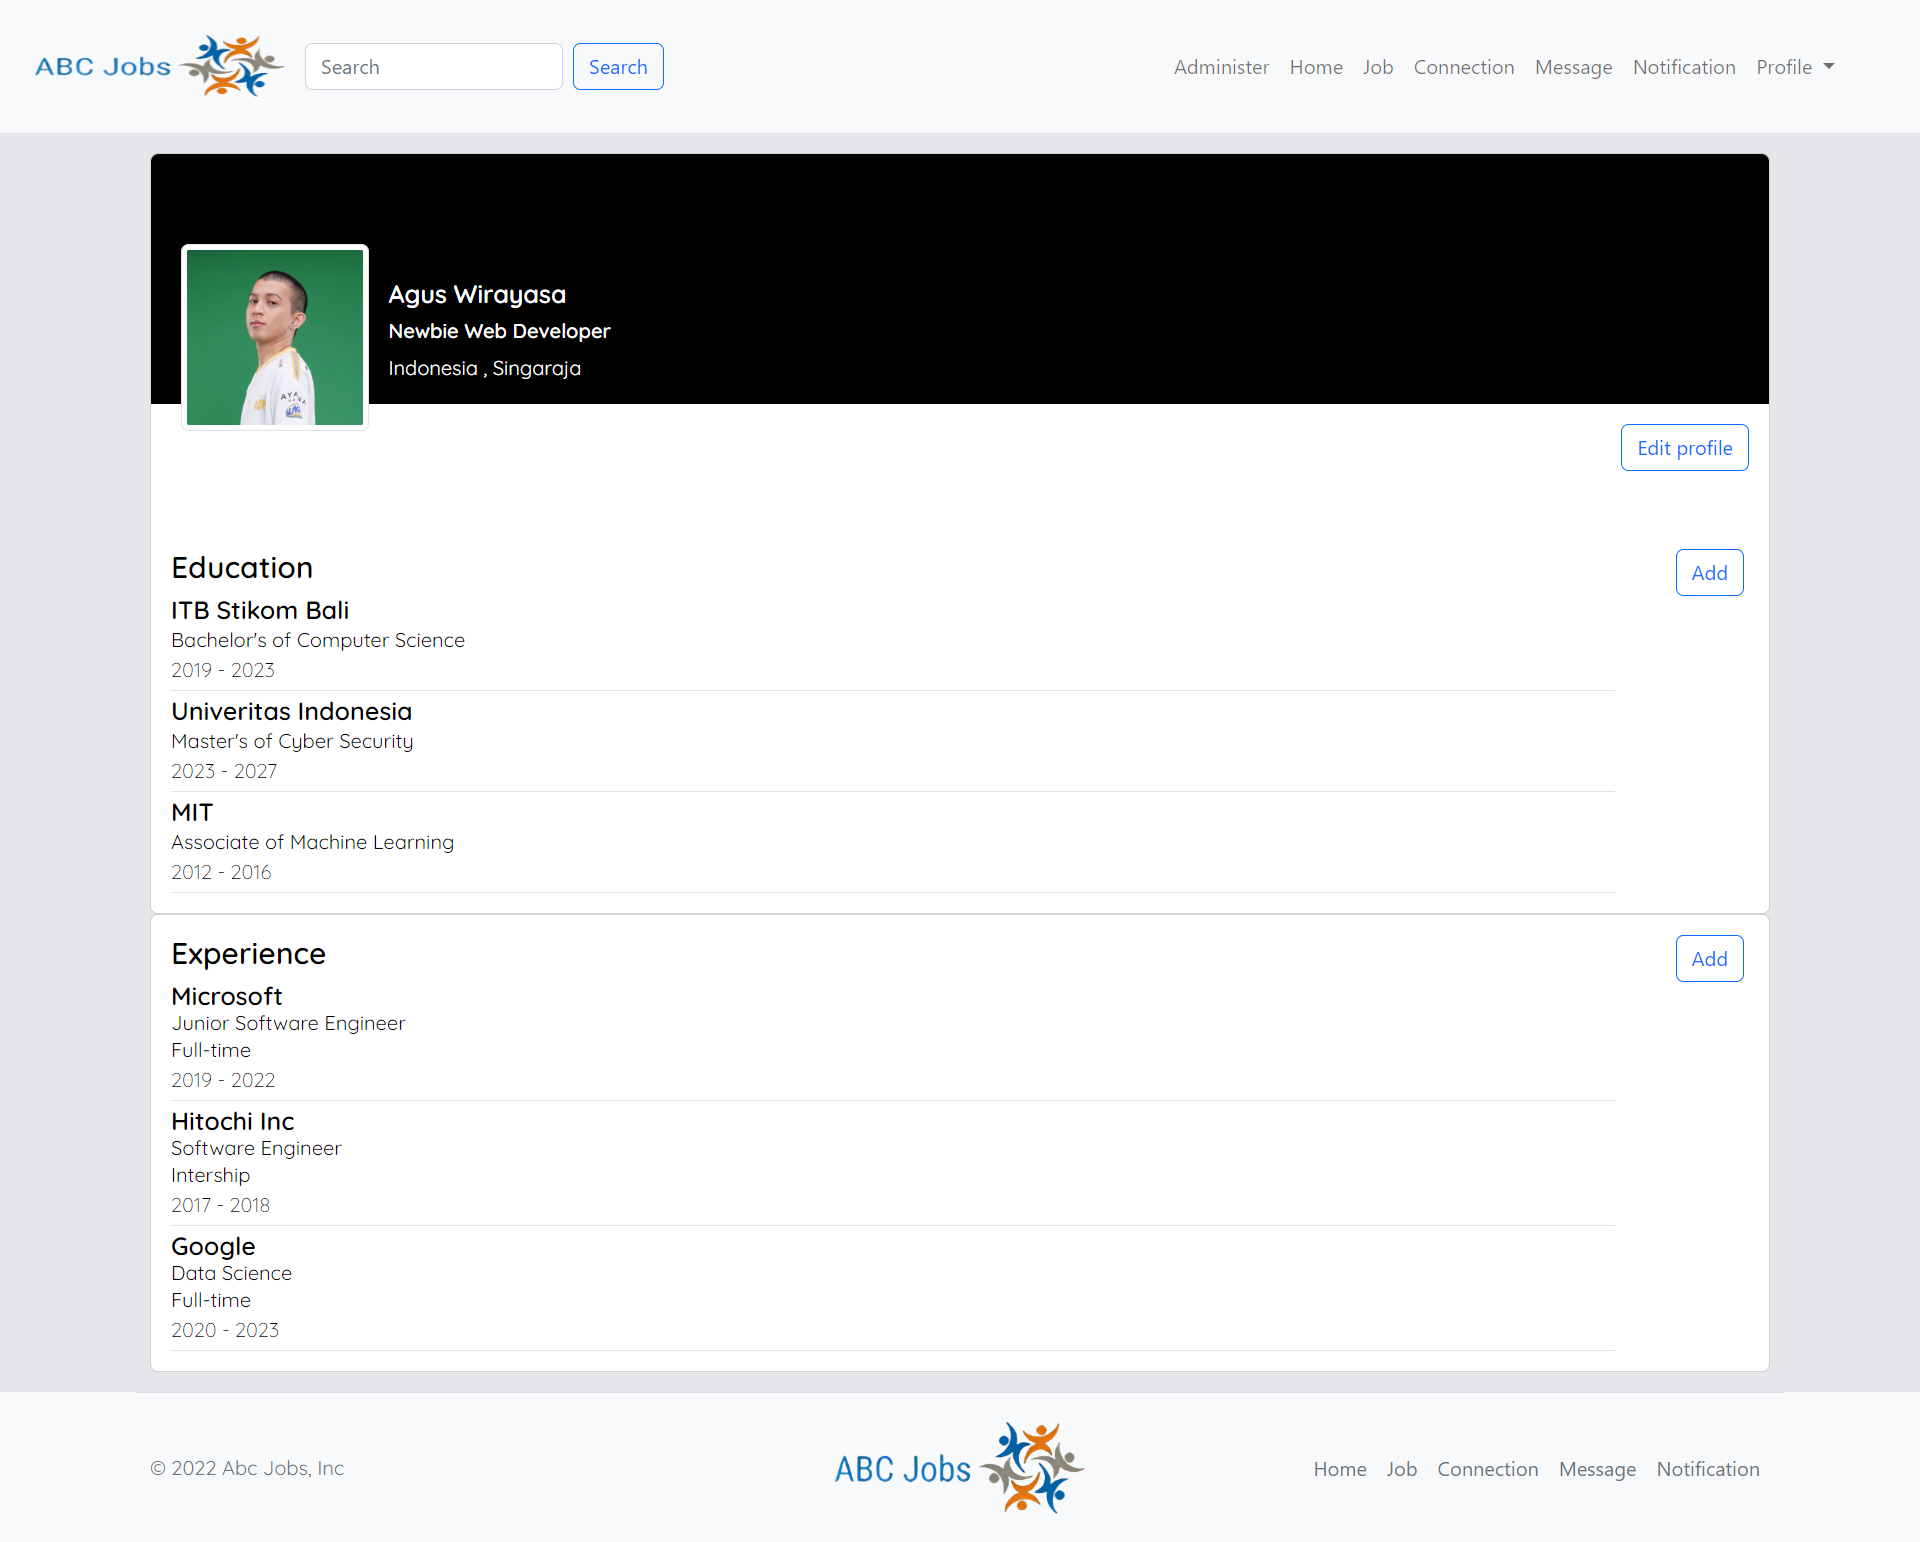 ABC Jobs
Search
Search
Administer Home Job Connection Message Notification Profile
Agus Wirayasa
Newbie Web Developer
Indonesia , Singaraja
Edit profile
Education
Add
ITB Stikom Bali
Bachelor's of Computer Science
2019 - 2023
Univeritas Indonesia
Master's of Cyber Security
2023 - 2027
MIT
Associate of Machine Learning
2012 - 2016
Experience
Add
Microsoft
Junior Software Engineer
Full-time
2019 - 2022
Hitochi Inc
Software Engineer
Intership
2017 - 2018
Google
Data Science
Full-time
2020 - 2023
© 2022 Abc Jobs, Inc
ABC Jobs
Home Job Connection Message Notification